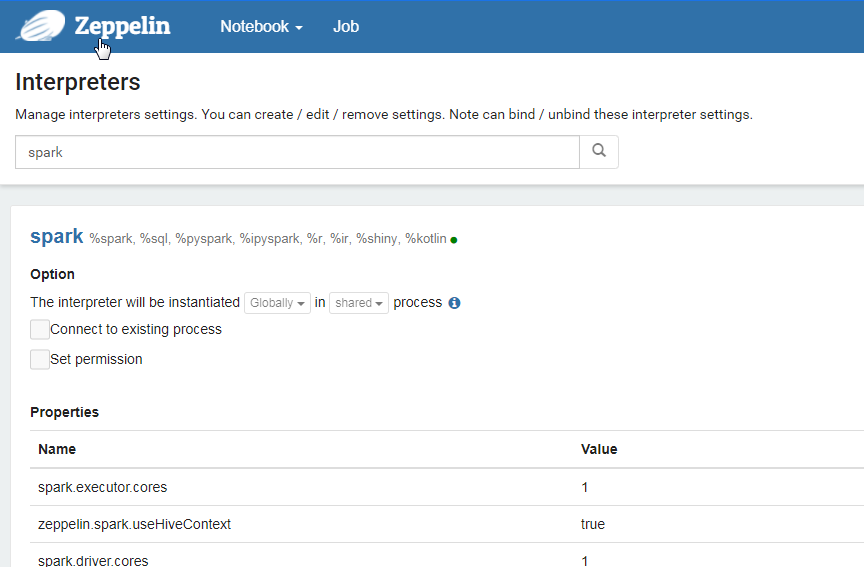 Zeppelin Notebook Job
Interpreters
Manage interpreters settings. You can create / edit / remove settings. Note can bind / unbind these interpreter settings.
spark
spark %spark, %sql, %pyspark, %ipyspark, %r, %ir, %shiny, %kotlin
Option
The interpreter will be instantiated Globally in shared process
Connect to existing process
Set permission
Properties
Name Value
spark.executor.cores 1
zeppelin.spark.useHiveContext true
spark.driver.cores 1